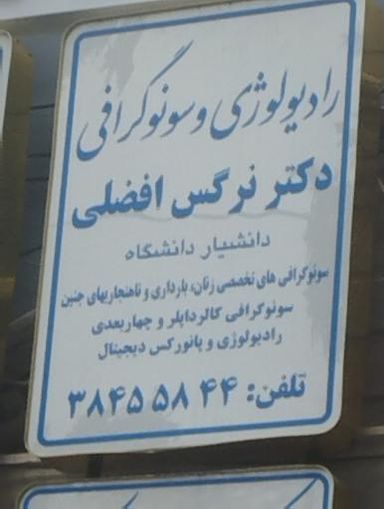 رادیولوژی و سونوگرافی
دکتر نرگس افضلی
دانشیار دانشگاه
سونوگرافی های تخصصی زنان، بارداری و ناهنجاریهای جنین
سونوگرافی کالرداپلر و چهاربعدی
رادیولوژی و پانورکس دیجیتال
تلفن: ۳۸۴۵۵۸۴۴